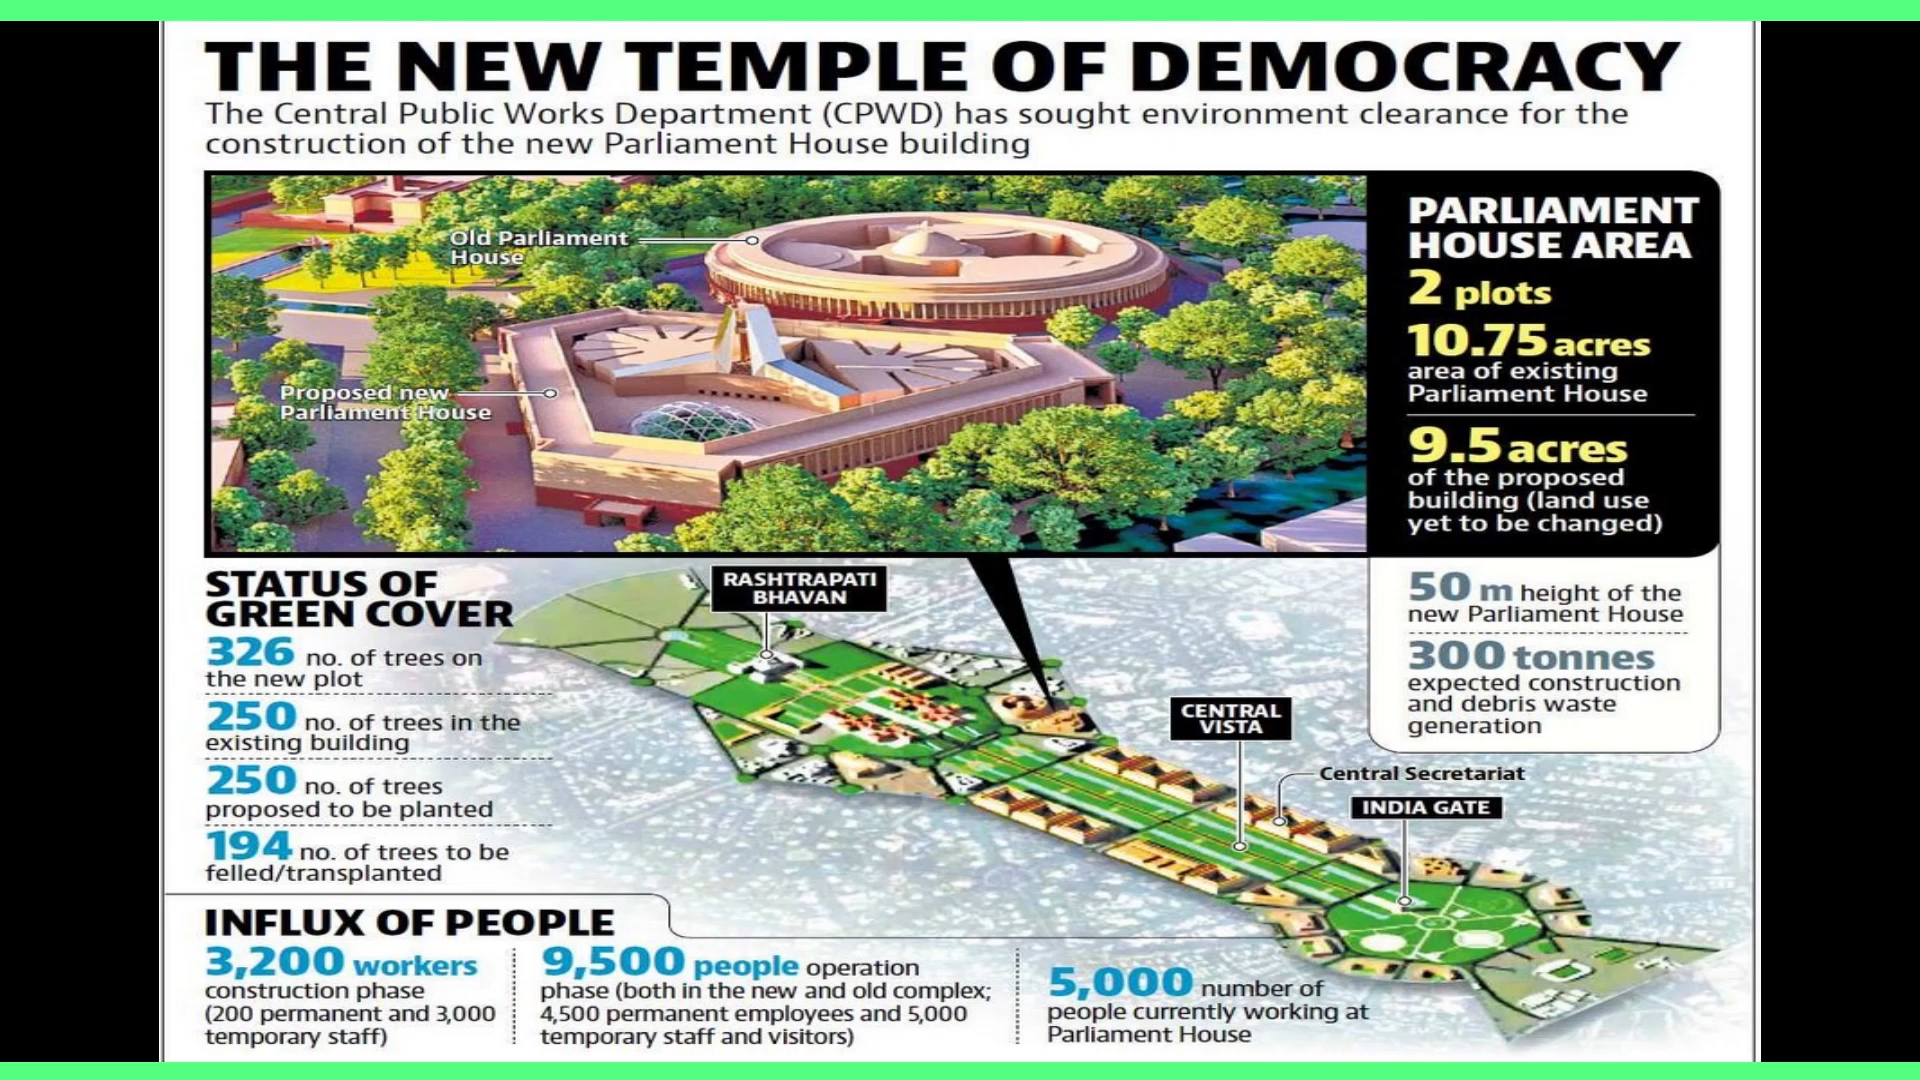 THE NEW TEMPLE OF DEMOCRACY
The Central Public Works Department (CPWD) has sought environment clearance for the
construction of the new Parliament House building
Old Parliament
House
Proposed new
Parliament House
PARLIAMENT
HOUSE AREA
2 plots
10.75 acres
area of existing
Parliament House
9.5 acres
of the proposed
building (land use
yet to be changed)
50 m height of the
new Parliament House
300 tonnes
expected construction
and debris waste
generation
STATUS OF
GREEN COVER
326 no. of trees on
the new plot
250 no. of trees in the
existing building
250 no. of trees
proposed to be planted
194 no. of trees to be
felled/transplanted
RASHTRAPATI
BHAVAN
CENTRAL
VISTA
Central Secretariat
INDIA GATE
INFLUX OF PEOPLE
3,200 workers
construction phase
(200 permanent and 3,000
temporary staff)
9,500 people operation
phase (both in the new and old complex;
4,500 permanent employees and 5,000
temporary staff and visitors)
5,000 number of
people currently working at
Parliament House